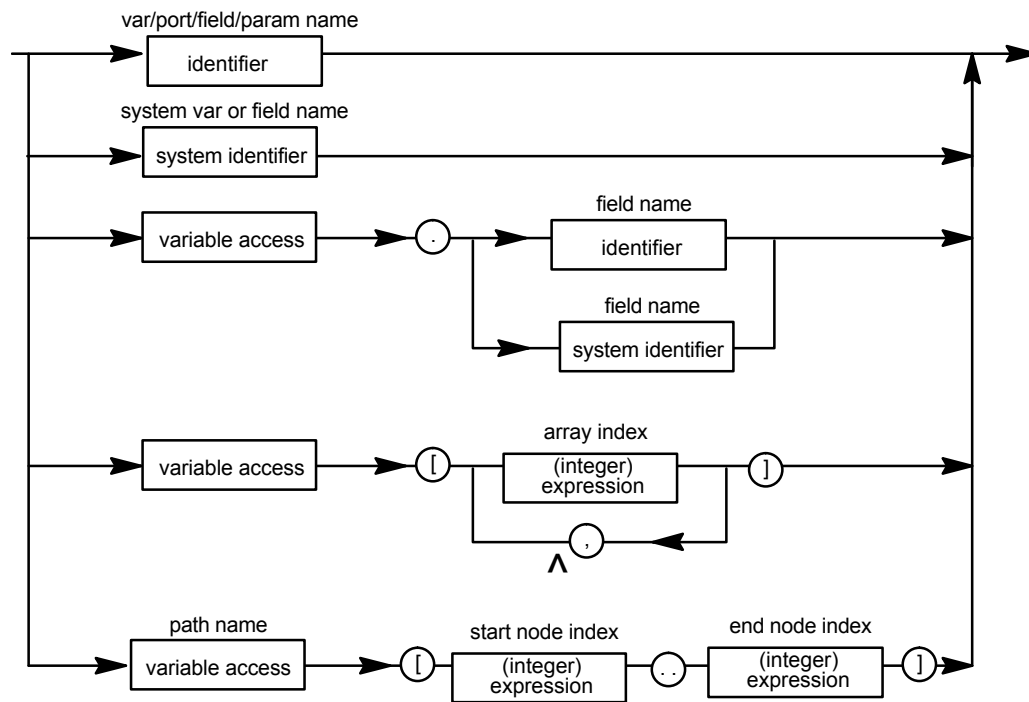 var/port/field/param name
identifier
system var or field name
system identifier
field name
variable access
.
identifier
field name
system identifier
array index
variable access
[
(integer)
expression
]
,
^
path name
start node index
end node index
variable access
[
(integer)
expression
. .
(integer)
expression
]